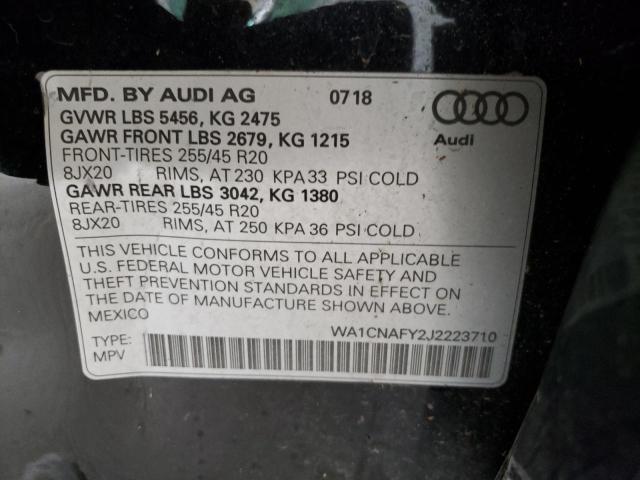 MFD. BY AUDI AG 07 18
GVWR LBS 5456, KG 2475
GAWR FRONT LBS 2679, KG 1215
FRONT-TIRES 255/45 R20
8JX20 RIMS, AT 230 KPA 33 PSI COLD
GAWR REAR LBS 3042, KG 1380
REAR-TIRES 255/45 R20
8JX20 RIMS, AT 250 KPA 36 PSI COLD
Audi
THIS VEHICLE CONFORMS TO ALL APPLICABLE
U.S. FEDERAL MOTOR VEHICLE SAFETY AND
THEFT PREVENTION STANDARDS IN EFFECT ON
THE DATE OF MANUFACTURE SHOWN ABOVE.
MEXICO
WA1CNAFY2J2223710
TYPE:
MPV